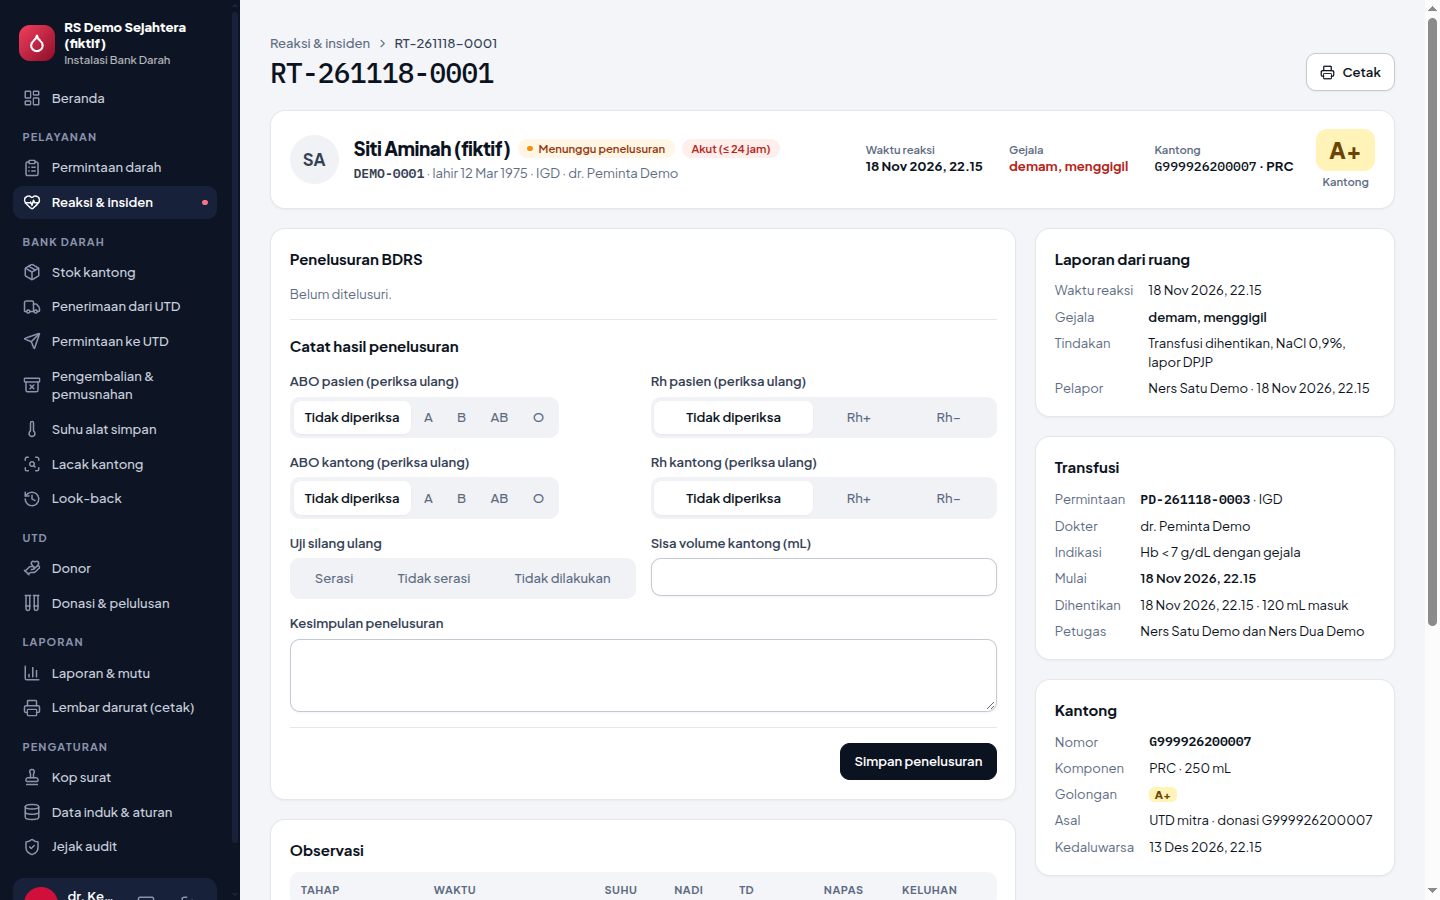 RS Demo Sejahtera
(fiktif)
Instalasi Bank Darah
Beranda
PELAYANAN
Permintaan darah
Reaksi & insiden
BANK DARAH
Stok kantong
Penerimaan dari UTD
Permintaan ke UTD
Pengembalian &
pemusnahan
Suhu alat simpan
Lacak kantong
Look-back
UTD
Donor
Donasi & pelulusan
LAPORAN
Laporan & mutu
Lembar darurat (cetak)
PENGATURAN
Kop surat
Data induk & aturan
Jejak audit
dr. Ke...
Reaksi & insiden > RT-261118-0001
RT-261118-0001
Cetak
SA
Siti Aminah (fiktif)
Menunggu penelusuran
Akut (≤ 24 jam)
DEMO-0001 · lahir 12 Mar 1975 · IGD · dr. Peminta Demo
Waktu reaksi
18 Nov 2026, 22.15
Gejala
demam, menggigil
Kantong
G999926200007 · PRC
A+
Kantong
Penelusuran BDRS
Belum ditelusuri.
Catat hasil penelusuran
ABO pasien (periksa ulang)
Tidak diperiksa A B AB O
Rh pasien (periksa ulang)
Tidak diperiksa Rh+ Rh−
ABO kantong (periksa ulang)
Tidak diperiksa A B AB O
Rh kantong (periksa ulang)
Tidak diperiksa Rh+ Rh−
Uji silang ulang
Serasi Tidak serasi Tidak dilakukan
Sisa volume kantong (mL)
Kesimpulan penelusuran
Simpan penelusuran
Observasi
TAHAP WAKTU SUHU NADI TD NAPAS KELUHAN
Laporan dari ruang
Waktu reaksi 18 Nov 2026, 22.15
Gejala demam, menggigil
Tindakan Transfusi dihentikan, NaCl 0,9%,
lapor DPJP
Pelapor Ners Satu Demo · 18 Nov 2026, 22.15
Transfusi
Permintaan PD-261118-0003 · IGD
Dokter dr. Peminta Demo
Indikasi Hb < 7 g/dL dengan gejala
Mulai 18 Nov 2026, 22.15
Dihentikan 18 Nov 2026, 22.15 · 120 mL masuk
Petugas Ners Satu Demo dan Ners Dua Demo
Kantong
Nomor G999926200007
Komponen PRC · 250 mL
Golongan A+
Asal UTD mitra · donasi G999926200007
Kedaluwarsa 13 Des 2026, 22.15